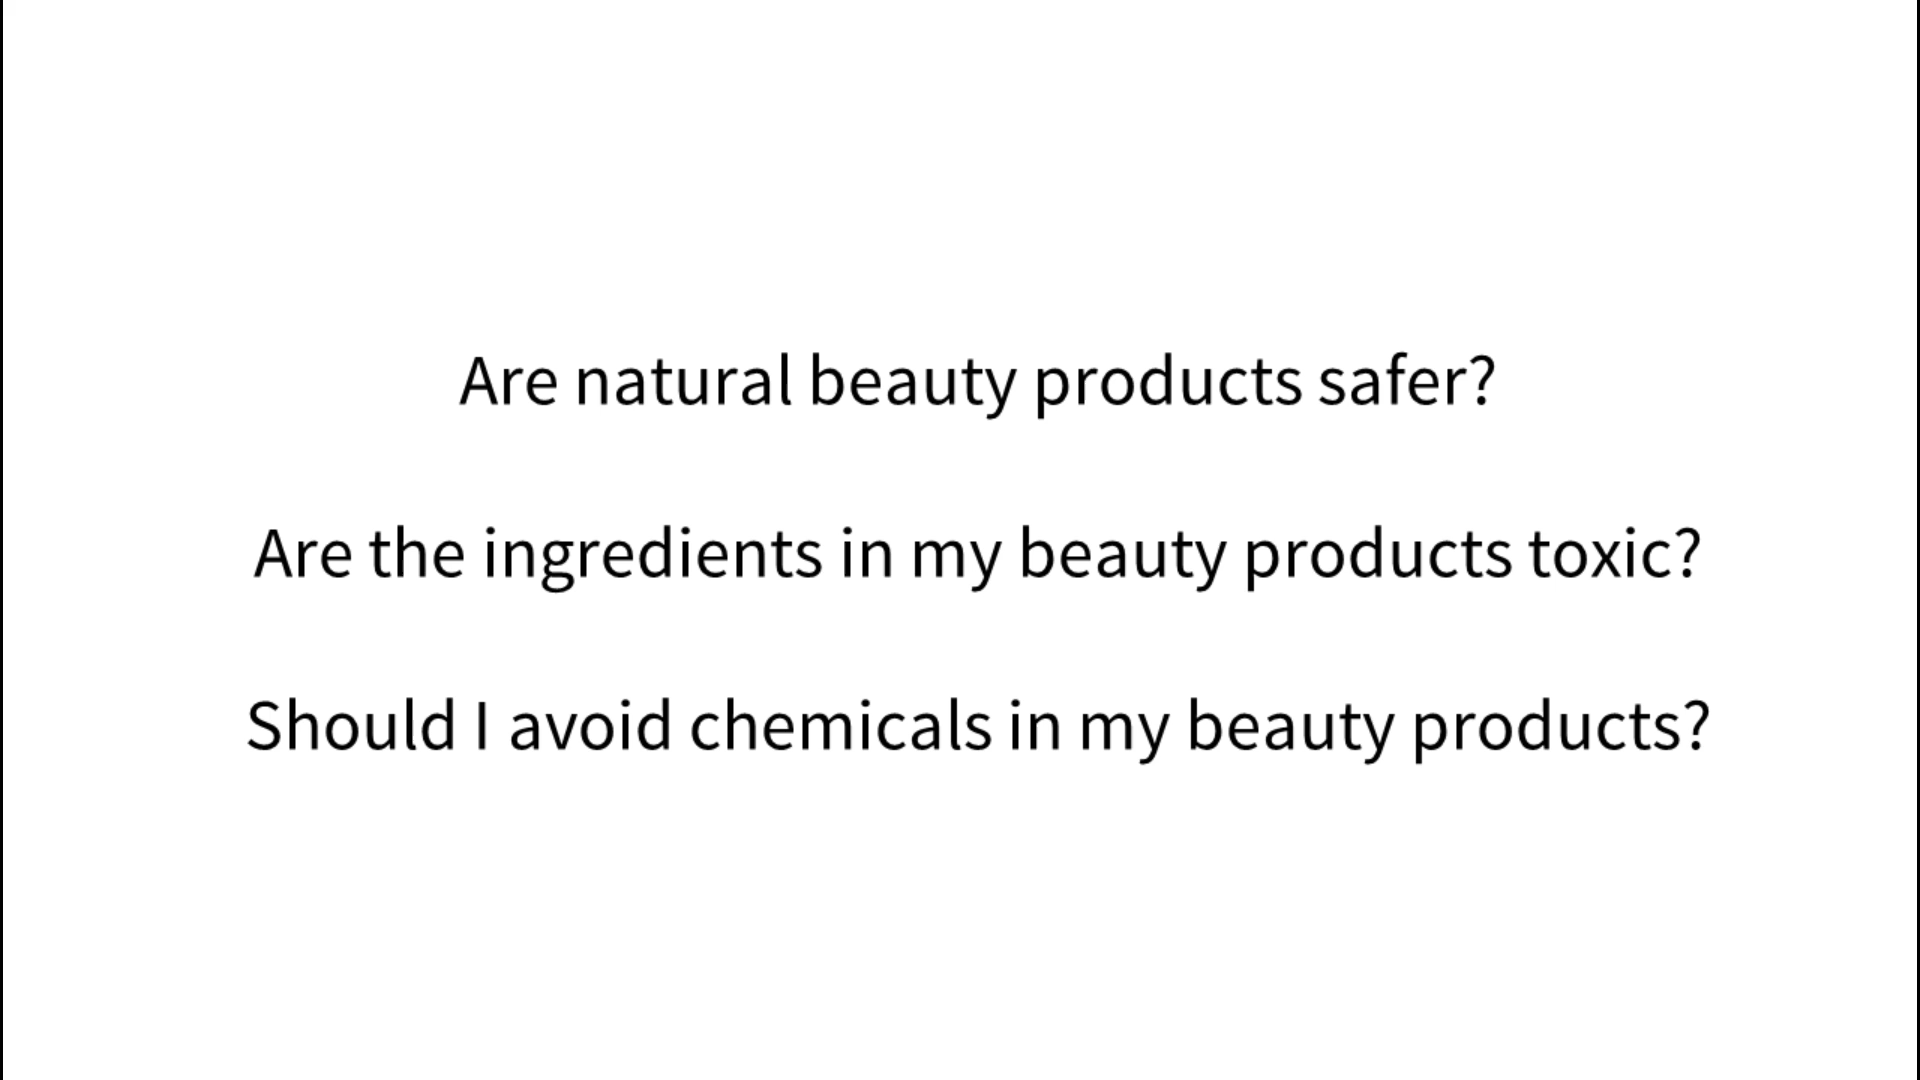 Are natural beauty products safer?
Are the ingredients in my beauty products toxic?
Should I avoid chemicals in my beauty products?